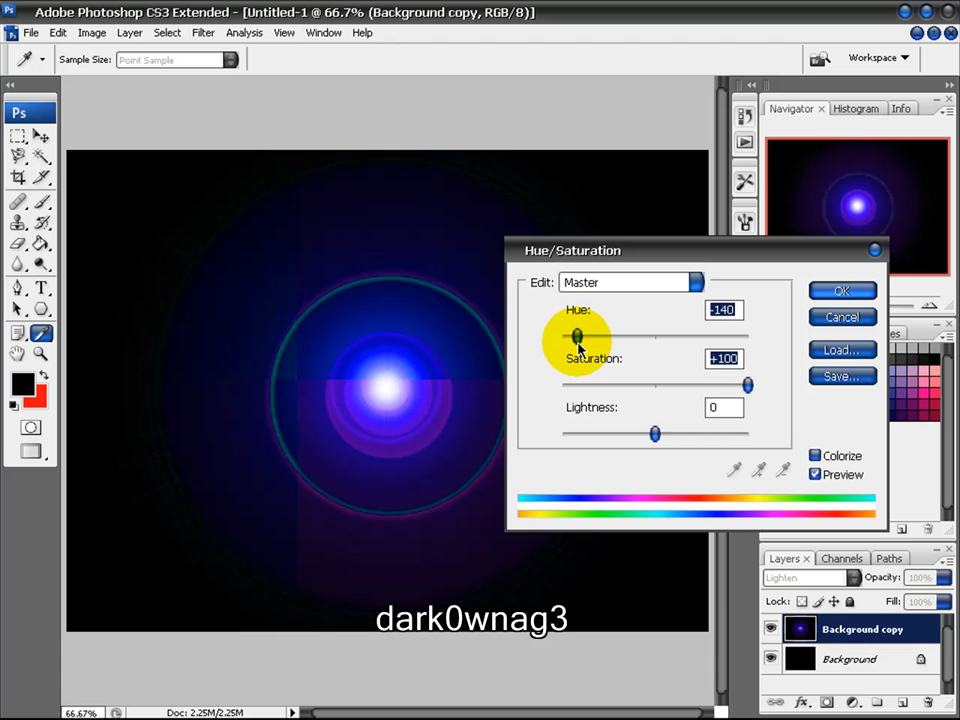 Adobe Photoshop CS3 Extended - [Untitled-1 @ 66.7% (Background copy, RGB/8)]
File Edit Image Layer Select Filter Analysis View Window Help
Sample Size: Point Sample Workspace
Ps
Navigator × Histogram Info
Hue/Saturation
Edit: Master
OK
Hue: -140
Cancel
Saturation: +100
Load...
Save...
Lightness: 0
Colorize
Preview
Layers × Channels Paths
Lighten Opacity: 100%
Lock: Fill: 100%
Background copy
Background
dark0wnag3
66.67% Doc: 2.25M/2.25M